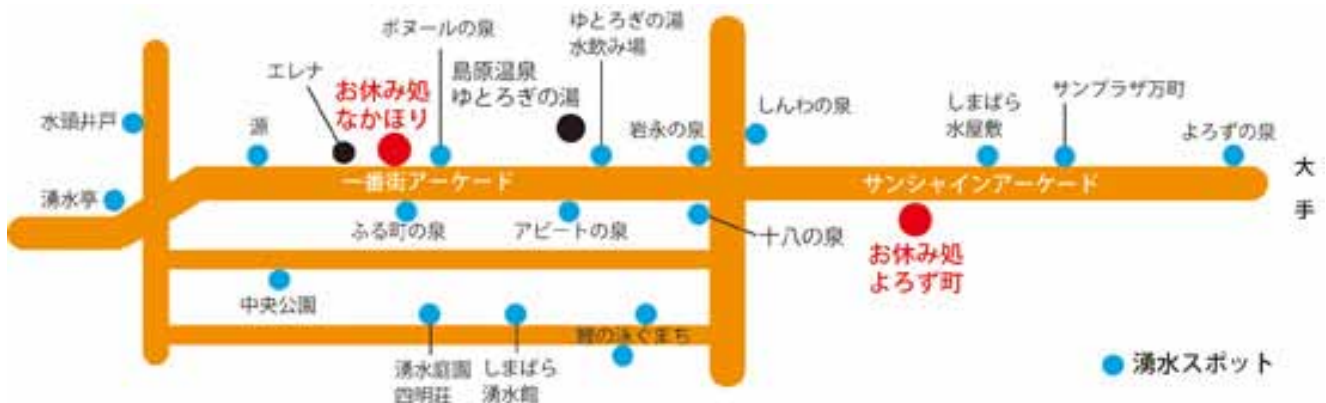 ボヌールの泉
ゆとろぎの湯
水飲み場
エレナ
お休み処
なかほり
島原温泉
ゆとろぎの湯
サンプラザ万町
水頭井戸
源
岩永の泉
しんわの泉
しまばら
水屋敷
よろずの泉
湧水亭
一番街アーケード
サンシャインアーケード
大
手
ふる町の泉
アビートの泉
十八の泉
お休み処
よろず町
中央公園
鯉の泳ぐまち
湧水庭園
四明荘
しまばら
湧水館
湧水スポット